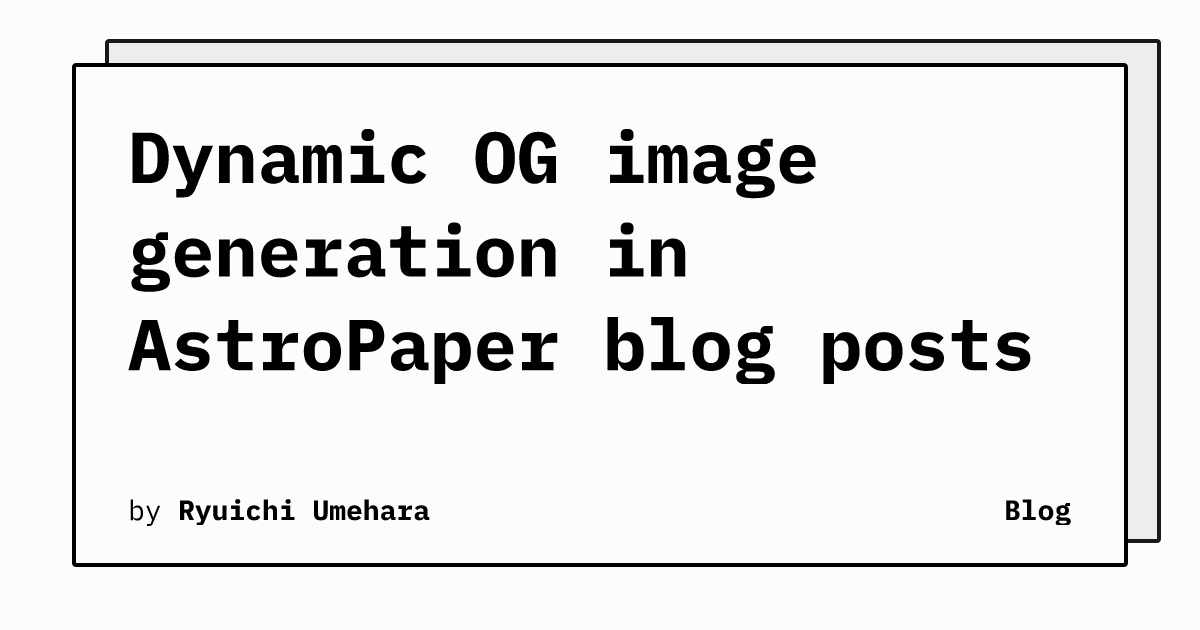 Dynamic OG image
generation in
AstroPaper blog posts
by Ryuichi Umehara
Blog